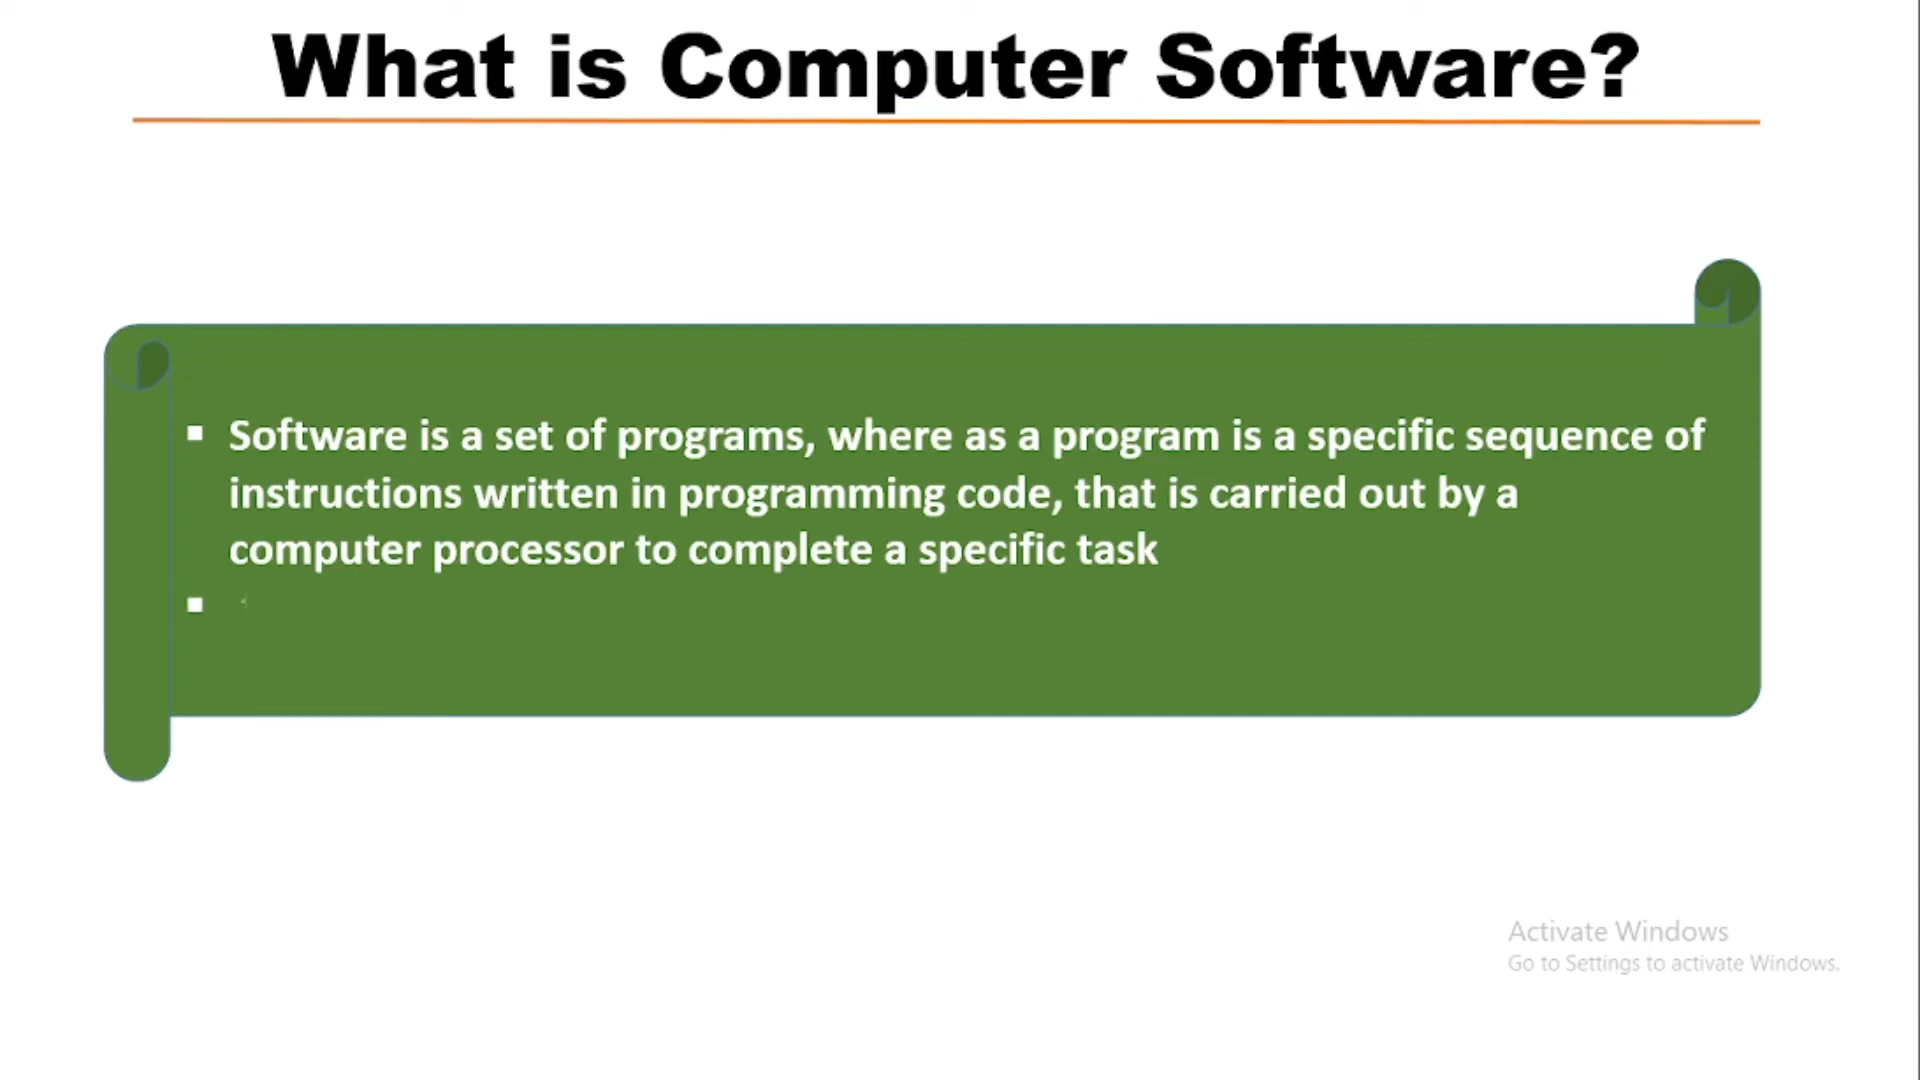 What is Computer Software?
▪ Software is a set of programs, where as a program is a specific sequence of
instructions written in programming code, that is carried out by a
computer processor to complete a specific task
▪
Activate Windows
Go to Settings to activate Windows.